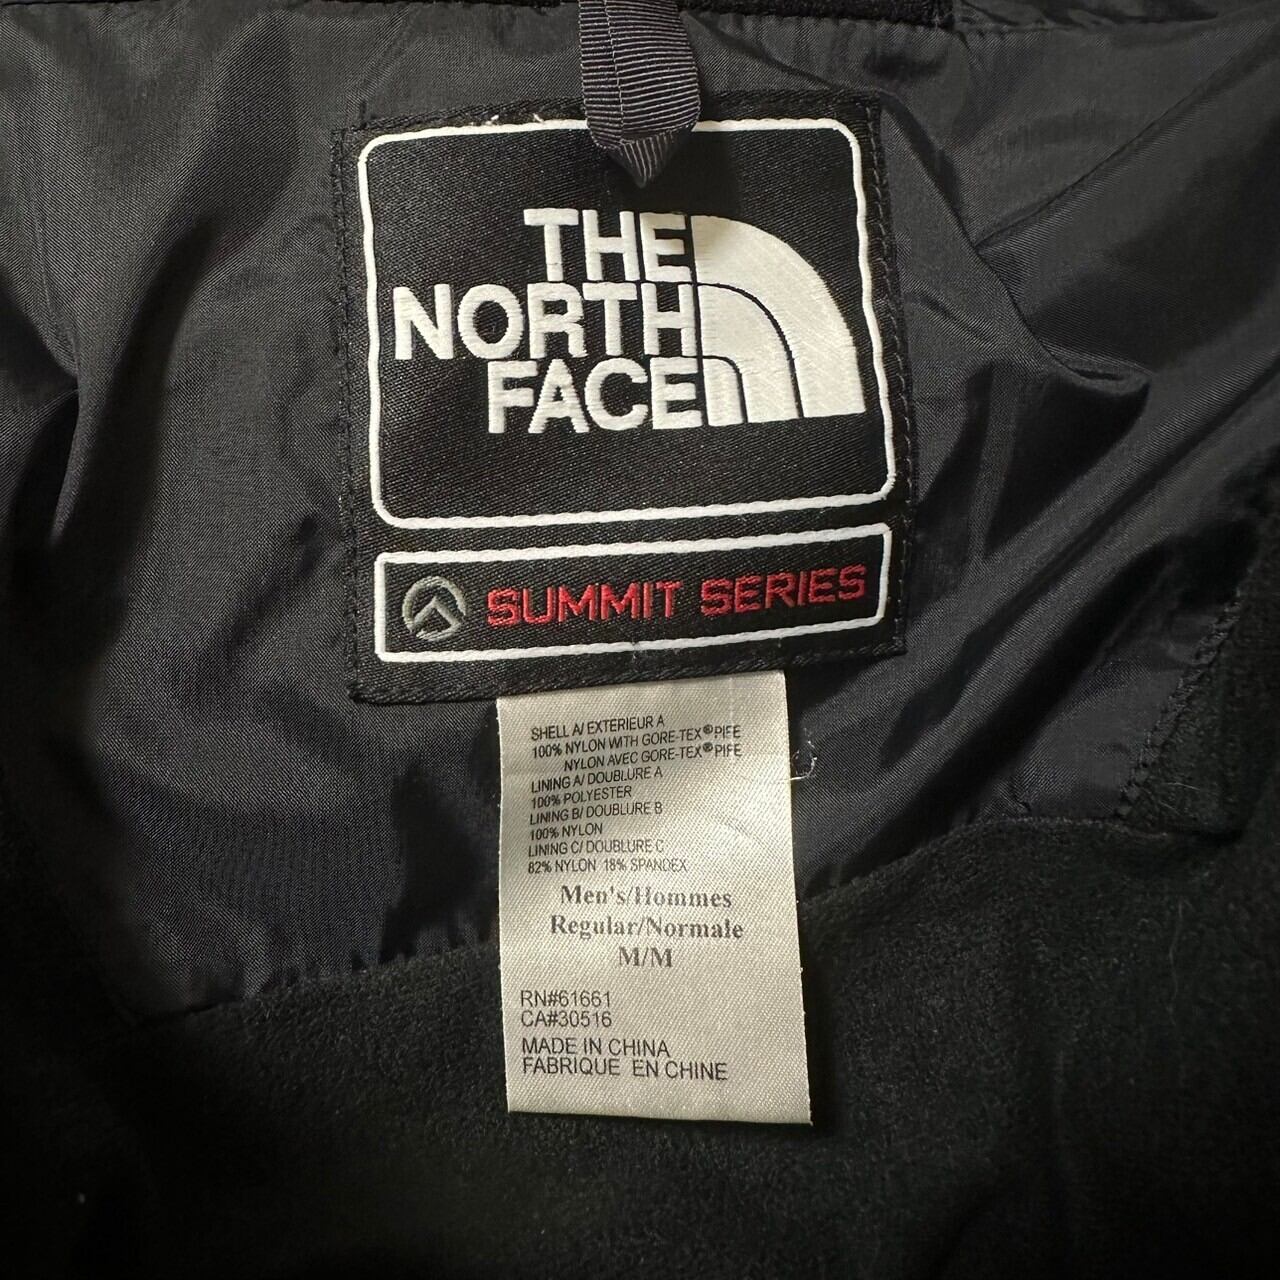 THE
NORTH
FACE
SUMMIT SERIES
SHELL A/ EXTERIEUR A
100% NYLON WITH GORE-TEX® PIFE
NYLON AVEC GORE-TEX® PIFE
LINING A/ DOUBLURE A
100% POLYESTER
LINING B/ DOUBLURE B
100% NYLON
LINING C/ DOUBLURE C
82% NYLON 18% SPANDEX
Men's/Hommes
Regular/Normale
M/M
RN#61661
CA#30516
MADE IN CHINA
FABRIQUE EN CHINE